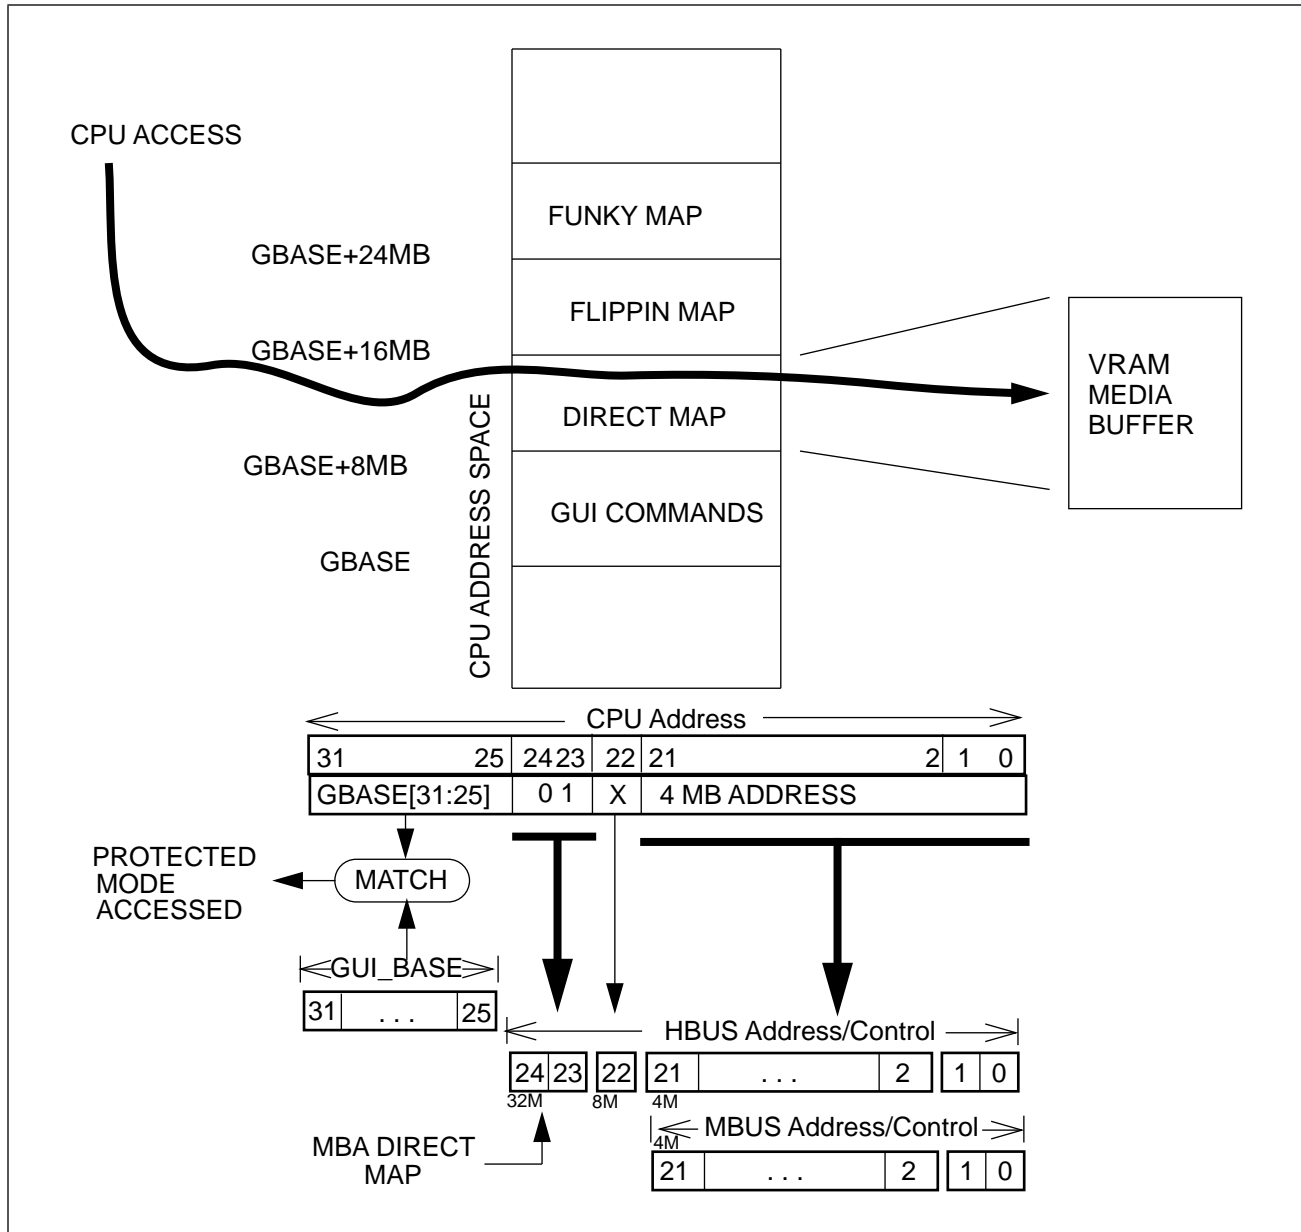 CPU ACCESS
FUNKY MAP
GBASE+24MB
FLIPPIN MAP
GBASE+16MB
VRAM
MEDIA
BUFFER
DIRECT MAP
GBASE+8MB
GUI COMMANDS
GBASE
CPU ADDRESS SPACE
CPU Address
31 25 24 23 22 21 2 1 0
GBASE[31:25] 0 1 X 4 MB ADDRESS
PROTECTED
MODE
ACCESSED
MATCH
GUI_BASE
31 . . . 25
HBUS Address/Control
24 23 22 21 . . . 2 1 0
32M 8M 4M
MBUS Address/Control
4M
21 . . . 2 1 0
MBA DIRECT
MAP